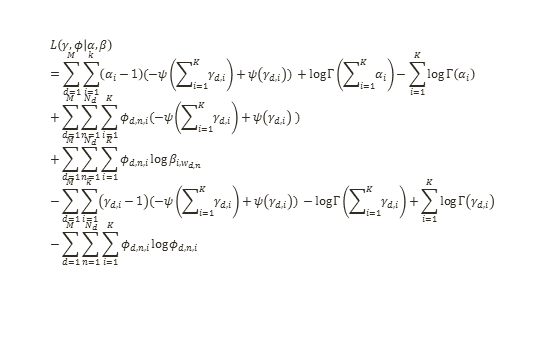 L(γ,ϕ|α,β)
= ∑_{d=1}^{M} ∑_{i=1}^{k} (α_i − 1)(−ψ(∑_{i=1}^{K} γ_{d,i}) + ψ(γ_{d,i})) + logΓ(∑_{i=1}^{K} α_i) − ∑_{i=1}^{K} logΓ(α_i)
+ ∑_{d=1}^{M} ∑_{n=1}^{N_d} ∑_{i=1}^{K} ϕ_{d,n,i}(−ψ(∑_{i=1}^{K} γ_{d,i}) + ψ(γ_{d,i}) )
+ ∑_{d=1}^{M} ∑_{n=1}^{N_d} ∑_{i=1}^{K} ϕ_{d,n,i} log β_{i,w_{d,n}}
− ∑_{d=1}^{M} ∑_{i=1}^{k} (γ_{d,i} − 1)(−ψ(∑_{i=1}^{K} γ_{d,i}) + ψ(γ_{d,i})) − logΓ(∑_{i=1}^{K} γ_{d,i}) + ∑_{i=1}^{K} logΓ(γ_{d,i})
− ∑_{d=1}^{M} ∑_{n=1}^{N_d} ∑_{i=1}^{K} ϕ_{d,n,i} log ϕ_{d,n,i}